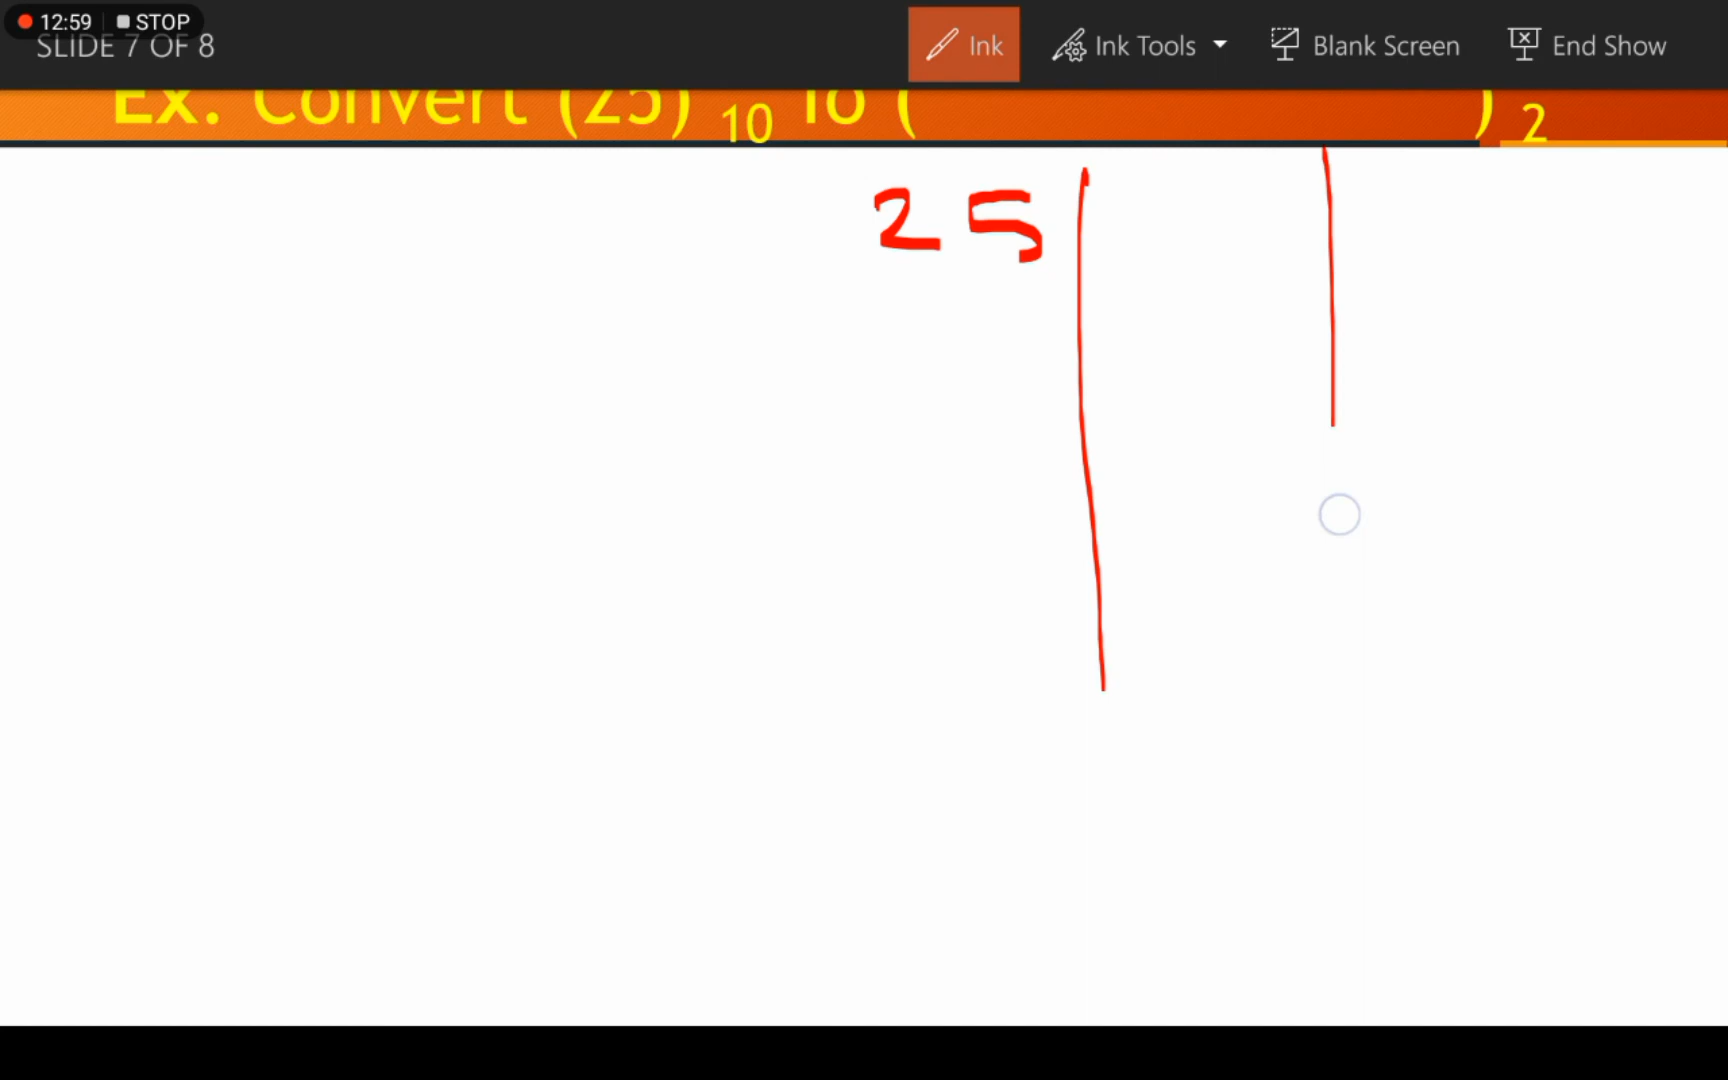 12:59 STOP
SLIDE 7 OF 8 Ink Ink Tools Blank Screen End Show
Ex. Convert (25) 10 To ( ) 2
25